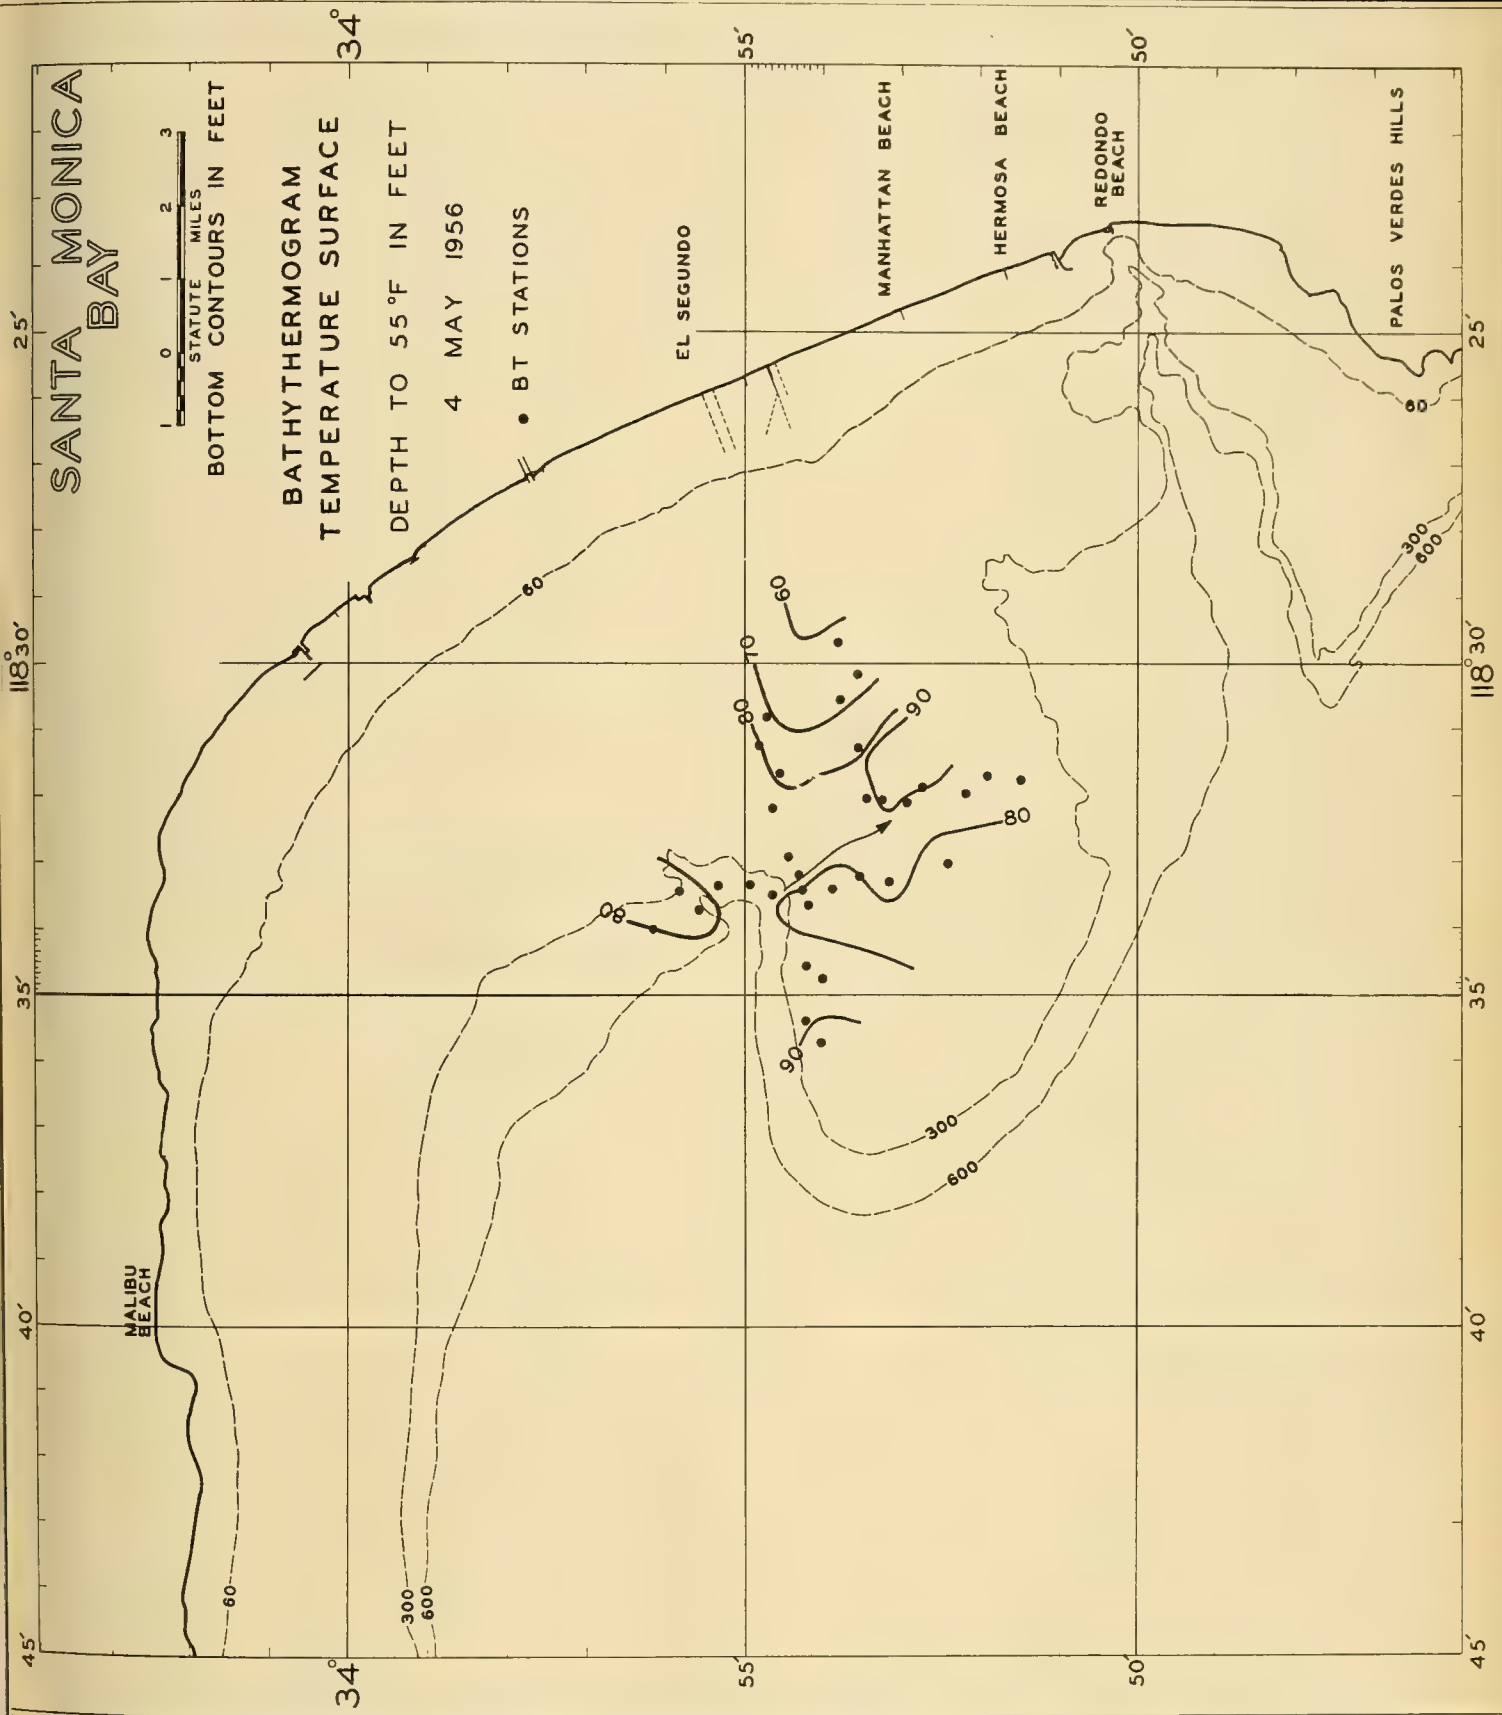 SANTA MONICA
BAY
1 0 1 2 3
STATUTE MILES
BOTTOM CONTOURS IN FEET
BATHYTHERMOGRAM
TEMPERATURE SURFACE
DEPTH TO 55°F IN FEET
4 MAY 1956
• BT STATIONS
EL SEGUNDO
MANHATTAN BEACH
HERMOSA BEACH
REDONDO
BEACH
PALOS VERDES HILLS
MALIBU
BEACH
45'
40'
35'
118°30'
25'
34°
55'
50'
34°
55'
50'
45'
40'
35'
118°30'
25'
60
300
600
60
300
600
60
300
600
80
70
80
60
90
80
90